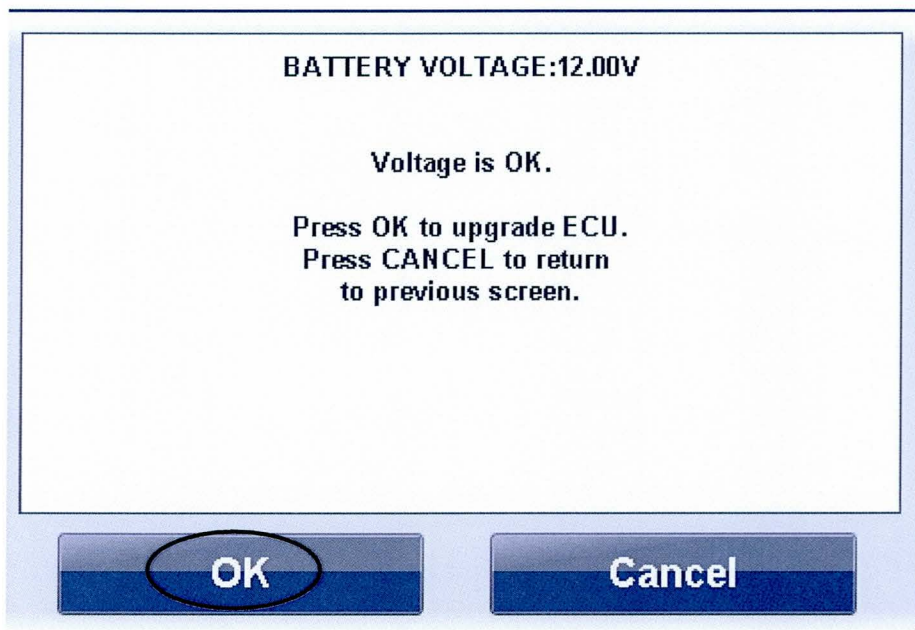 BATTERY VOLTAGE:12.00V
Voltage is OK.
Press OK to upgrade ECU.
Press CANCEL to return
to previous screen.
OK
Cancel